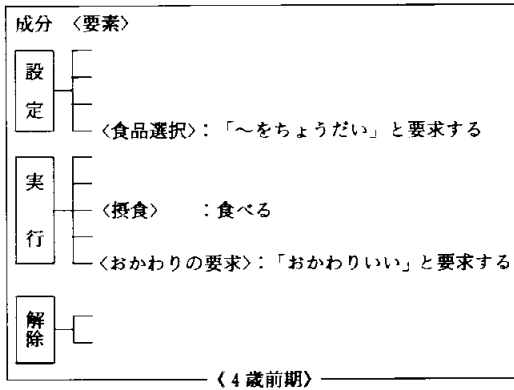 成分 〈要素〉
設定
〈食品選択〉:「～をちょうだい」と要求する
実行
〈摂食〉 :食べる
〈おかわりの要求〉:「おかわりいい」と要求する
解除
《4歳前期》